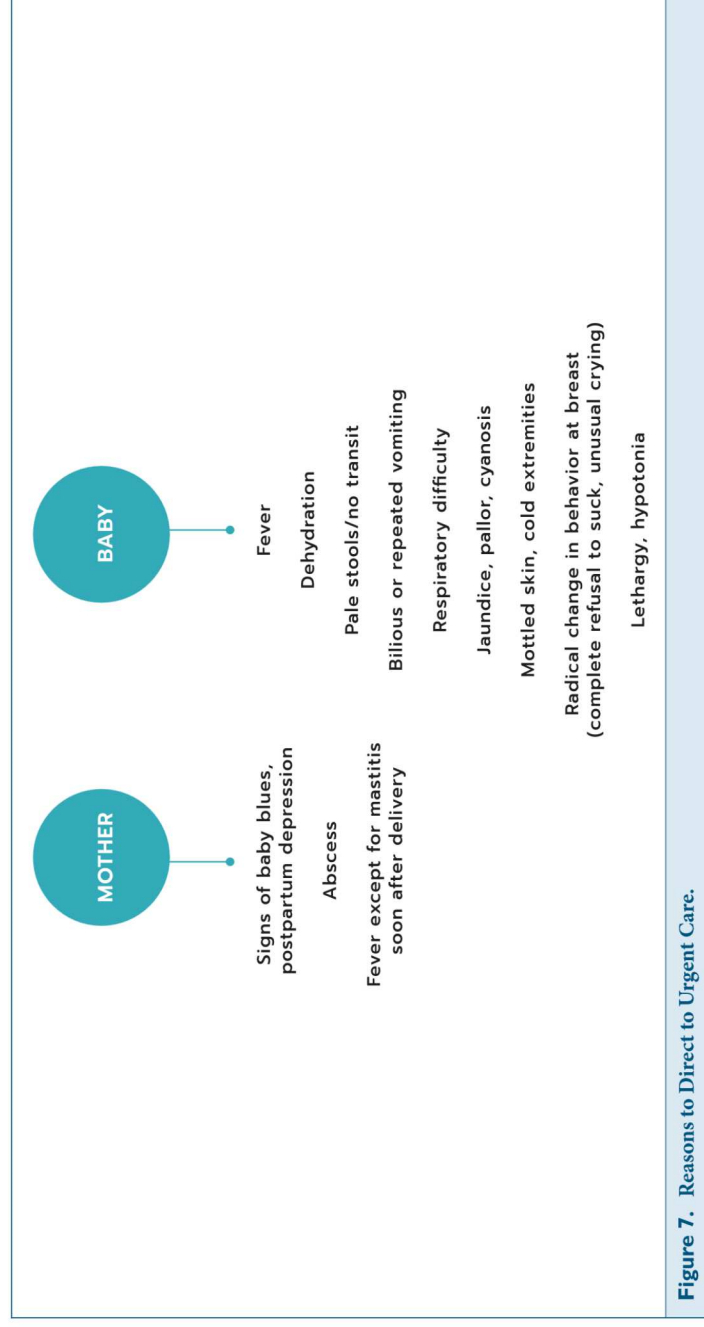 MOTHER
Signs of baby blues,
postpartum depression
Abscess
Fever except for mastitis
soon after delivery
BABY
Fever
Dehydration
Pale stools/no transit
Bilious or repeated vomiting
Respiratory difficulty
Jaundice, pallor, cyanosis
Mottled skin, cold extremities
Radical change in behavior at breast
(complete refusal to suck, unusual crying)
Lethargy, hypotonia
Figure 7. Reasons to Direct to Urgent Care.